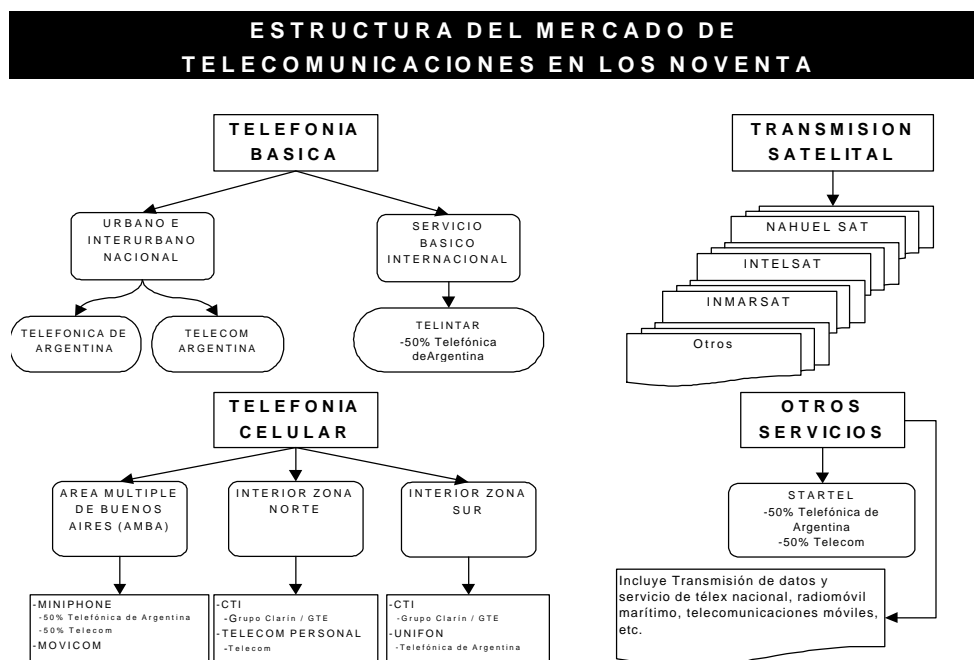 ESTRUCTURA DEL MERCADO DE
TELECOMUNICACIONES EN LOS NOVENTA
TELEFONIA
BASICA
URBANO E
INTERURBANO
NACIONAL
SERVICIO
BASICO
INTERNACIONAL
TELEFONICA DE
ARGENTINA
TELECOM
ARGENTINA
TELINTAR
-50% Telefónica
deArgentina
TRANSMISION
SATELITAL
NAHUEL SAT
INTELSAT
INMARSAT
Otros
TELEFONIA
CELULAR
AREA MULTIPLE
DE BUENOS
AIRES (AMBA)
INTERIOR ZONA
NORTE
INTERIOR ZONA
SUR
-MINIPHONE
-50% Telefónica de Argentina
-50% Telecom
-MOVICOM
-CTI
-Grupo Clarín / GTE
-TELECOM PERSONAL
-Telecom
-CTI
-Grupo Clarín / GTE
-UNIFON
-Telefónica de Argentina
OTROS
SERVICIOS
STARTEL
-50% Telefónica de
Argentina
-50% Telecom
Incluye Transmisión de datos y
servicio de télex nacional, radiomóvil
marítimo, telecomunicaciones móviles,
etc.